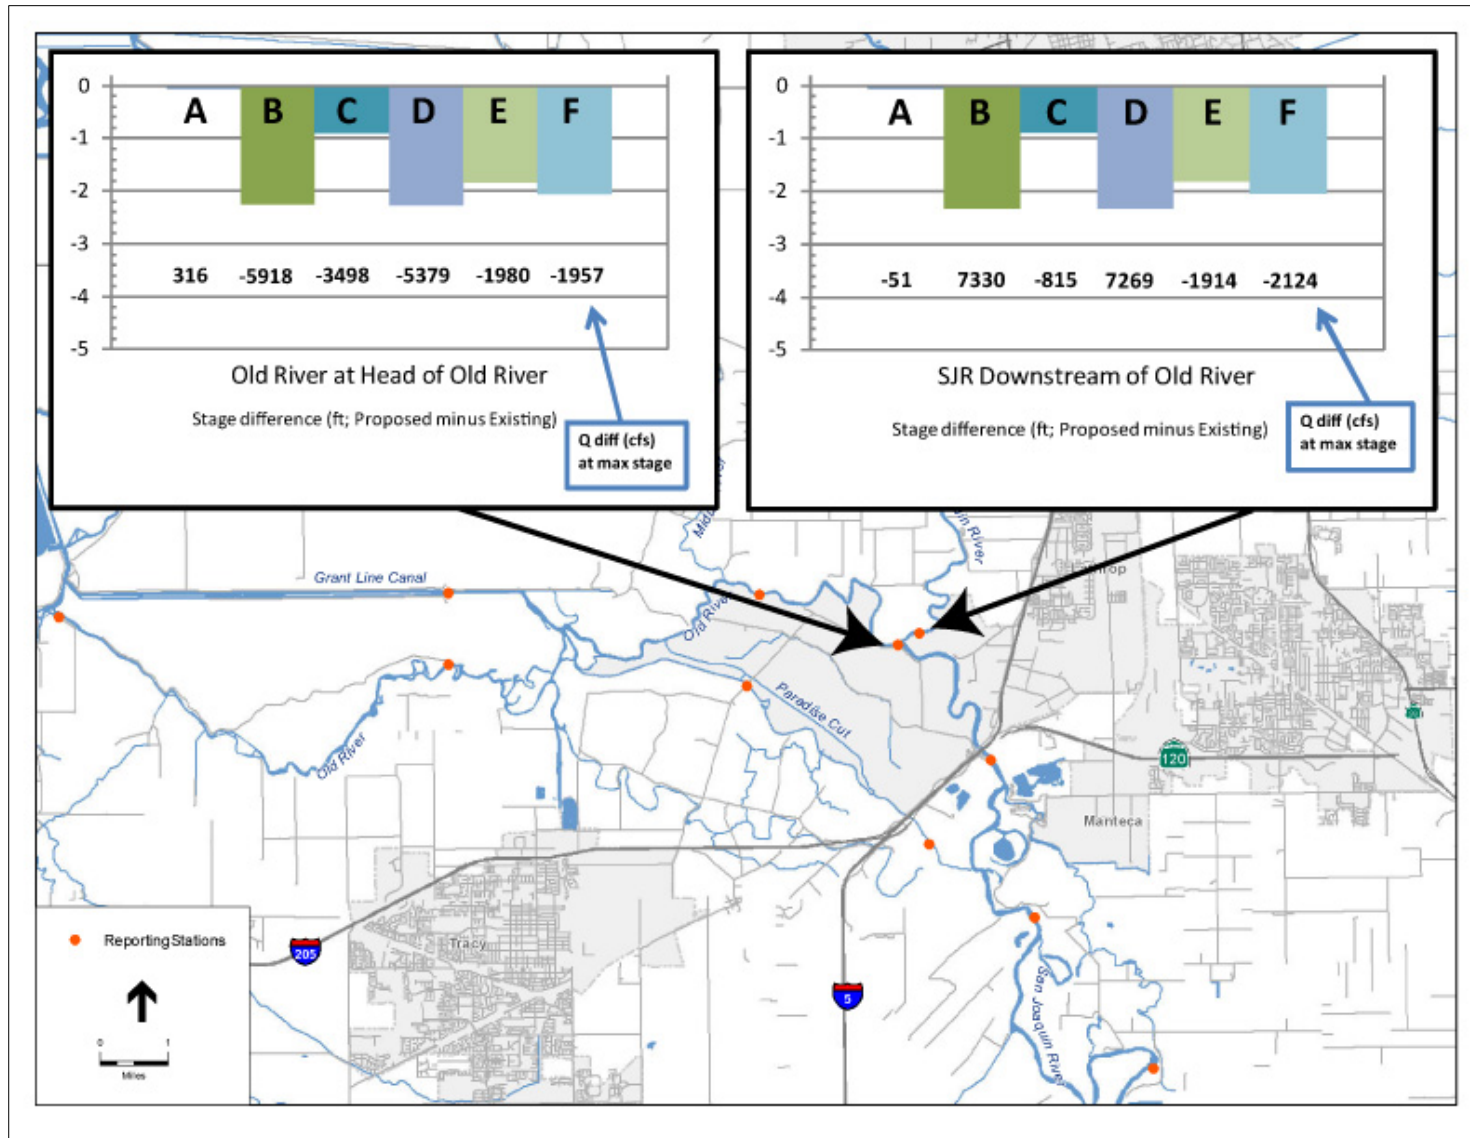 0
-1
-2
-3
-4
-5
A B C D E F
316 -5918 -3498 -5379 -1980 -1957
Old River at Head of Old River
Stage difference (ft; Proposed minus Existing)
Q diff (cfs)
at max stage
0
-1
-2
-3
-4
-5
A B C D E F
-51 7330 -815 7269 -1914 -2124
SJR Downstream of Old River
Stage difference (ft; Proposed minus Existing)
Q diff (cfs)
at max stage
River
Grant Line Canal
Old River
Paradise Cut
Old River
120
Manteca
Tracy
205
5
San Joaquin River
Reporting Stations
0 1
Miles